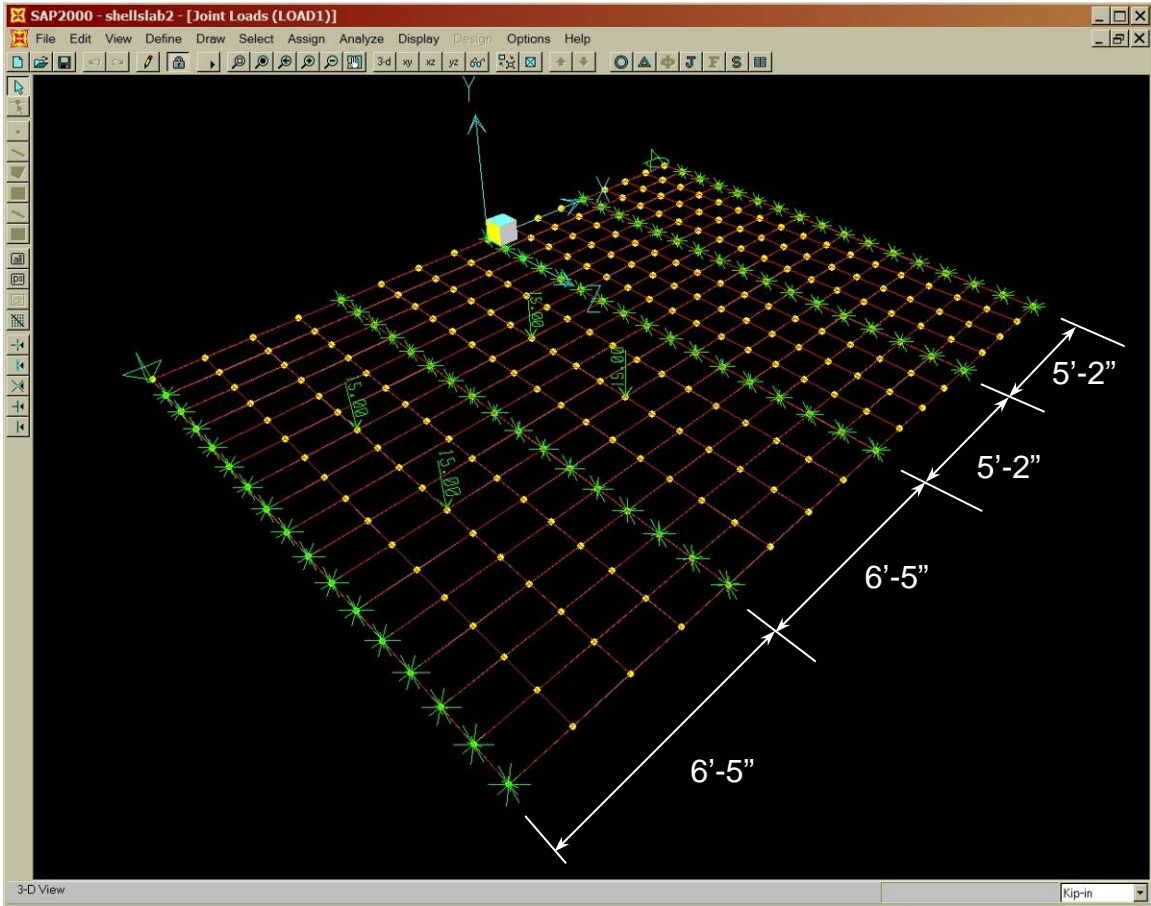 SAP2000 - shellslab2 - [Joint Loads (LOAD1)]
File Edit View Define Draw Select Assign Analyze Display Design Options Help
3-d xy xz yz
J F S
all
ps
Y
X
Z
15.00
15.00
15.00
5'-2"
5'-2"
6'-5"
6'-5"
3-D View
Kip-in